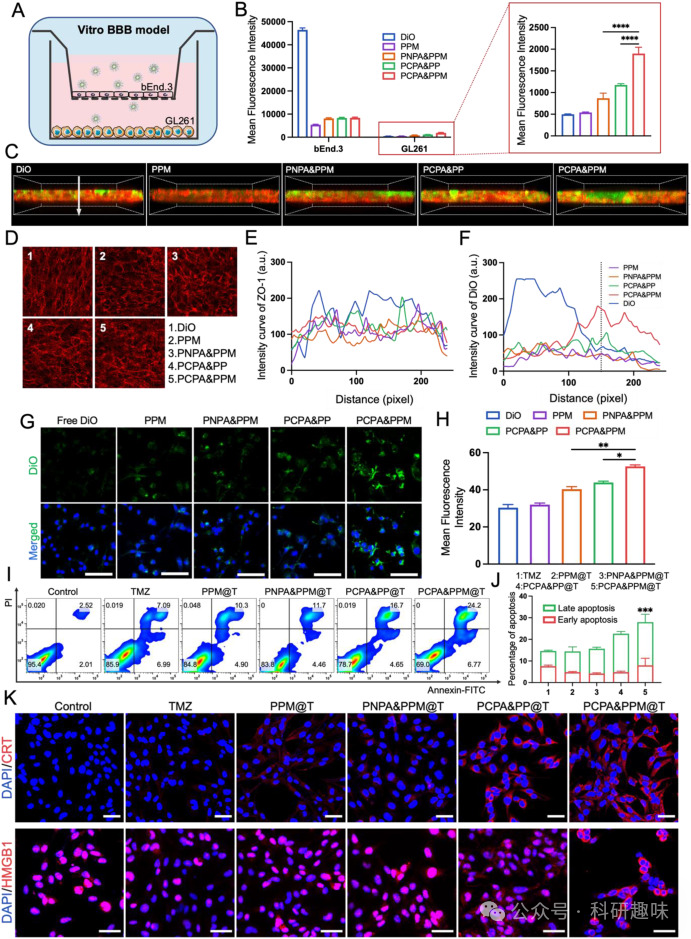 A
Vitro BBB model
bEnd.3
GL261
B
Mean Fluorescence Intensity
50000
40000
30000
20000
10000
0
bEnd.3
GL261
DiO
PPM
PNPA&PPM
PCPA&PP
PCPA&PPM
Mean Fluorescence Intensity
2500
2000
1500
1000
500
0
****
****
C
DiO
PPM
PNPA&PPM
PCPA&PP
PCPA&PPM
D
1
2
3
4
5
1.DiO
2.PPM
3.PNPA&PPM
4.PCPA&PP
5.PCPA&PPM
E
Intensity curve of ZO-1 (a.u.)
300
200
100
0
0
100
200
Distance (pixel)
F
Intensity curve of DiO (a.u.)
300
200
100
0
0
100
200
Distance (pixel)
PPM
PNPA&PPM
PCPA&PP
PCPA&PPM
DiO
G
Free DiO
PPM
PNPA&PPM
PCPA&PP
PCPA&PPM
DiO
Merged
H
DiO
PPM
PNPA&PPM
PCPA&PP
PCPA&PPM
Mean Fluorescence
Intensity
60
40
20
0
**
*
I
Control
TMZ
PPM@T
PNPA&PPM@T
PCPA&PP@T
PCPA&PPM@T
PI
0.020
2.52
95.4
2.01
0.019
7.09
85.9
6.99
0.048
10.3
84.8
4.90
0
11.7
83.8
4.46
0.019
16.7
78.7
4.65
0
24.2
69.0
6.77
Annexin-FITC
J
1:TMZ 2:PPM@T 3:PNPA&PPM@T
4:PCPA&PP@T 5:PCPA&PPM@T
Percentage of apoptosis
40
30
20
10
0
Late apoptosis
Early apoptosis
***
1
2
3
4
5
K
Control
TMZ
PPM@T
PNPA&PPM@T
PCPA&PP@T
PCPA&PPM@T
DAPI/CRT
DAPI/HMGB1
公众号·科研趣味